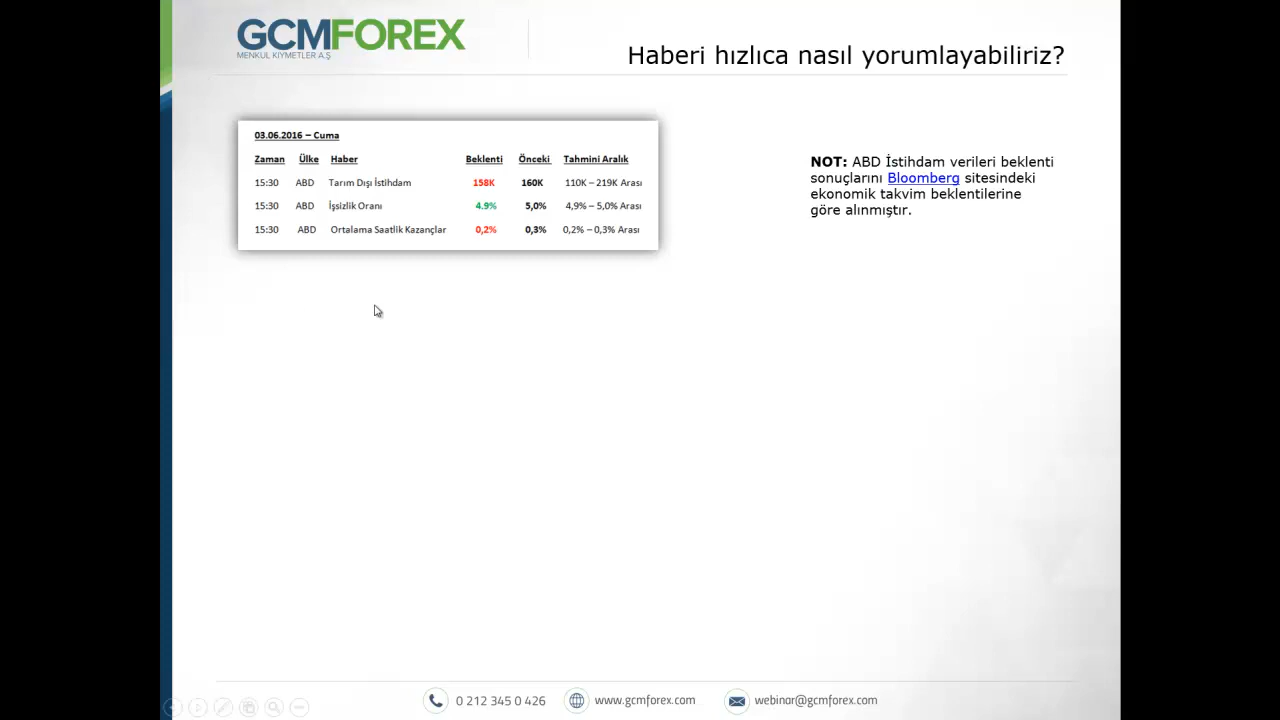 GCMFOREX
MENKUL KIYMETLER A.Ş
Haberi hızlıca nasıl yorumlayabiliriz?
03.06.2016 – Cuma
Zaman Ülke Haber Beklenti Önceki Tahmini Aralık
15:30 ABD Tarım Dışı İstihdam 158K 160K 110K – 219K Arası
15:30 ABD İşsizlik Oranı 4.9% 5,0% 4,9% – 5,0% Arası
15:30 ABD Ortalama Saatlik Kazançlar 0,2% 0,3% 0,2% – 0,3% Arası
NOT: ABD İstihdam verileri beklenti
sonuçlarını Bloomberg sitesindeki
ekonomik takvim beklentilerine
göre alınmıştır.
0 212 345 0 426 www.gcmforex.com webinar@gcmforex.com